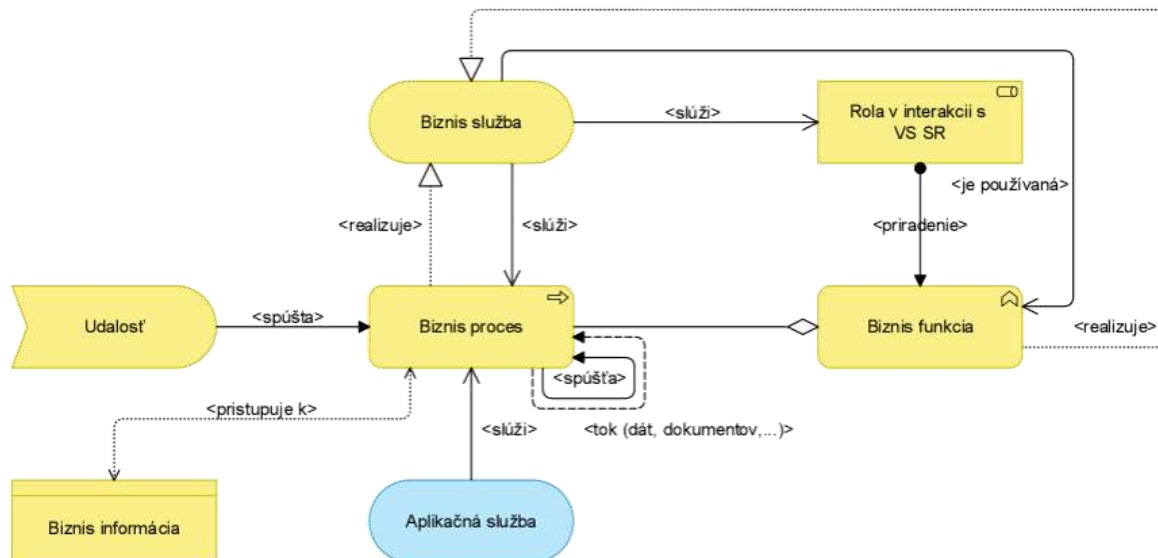 Biznis služba
<slúži>
Rola v interakcii s
VS SR
<je používaná>
<realizuje>
<slúži>
<priradenie>
Udalosť
<spúšta>
Biznis proces
Biznis funkcia
<realizuje>
<spúšťa>
<pristupuje k>
<slúži>
<tok (dát, dokumentov,...)>
Biznis informácia
Aplikačná služba